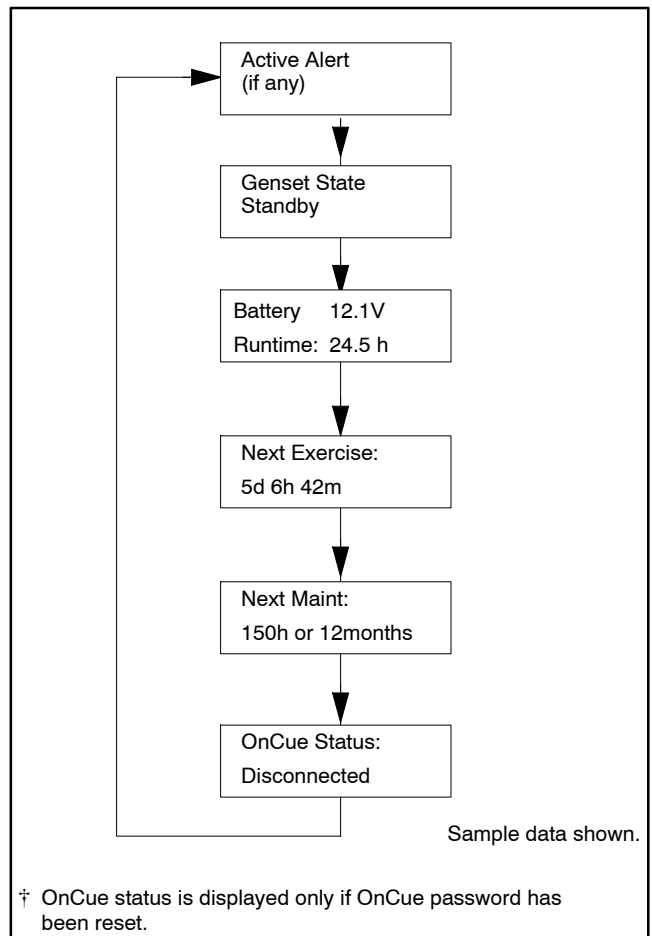 Active Alert
(if any)
Genset State
Standby
Battery 12.1V
Runtime: 24.5 h
Next Exercise:
5d 6h 42m
Next Maint:
150h or 12months
OnCue Status:
Disconnected
Sample data shown.
† OnCue status is displayed only if OnCue password has
been reset.